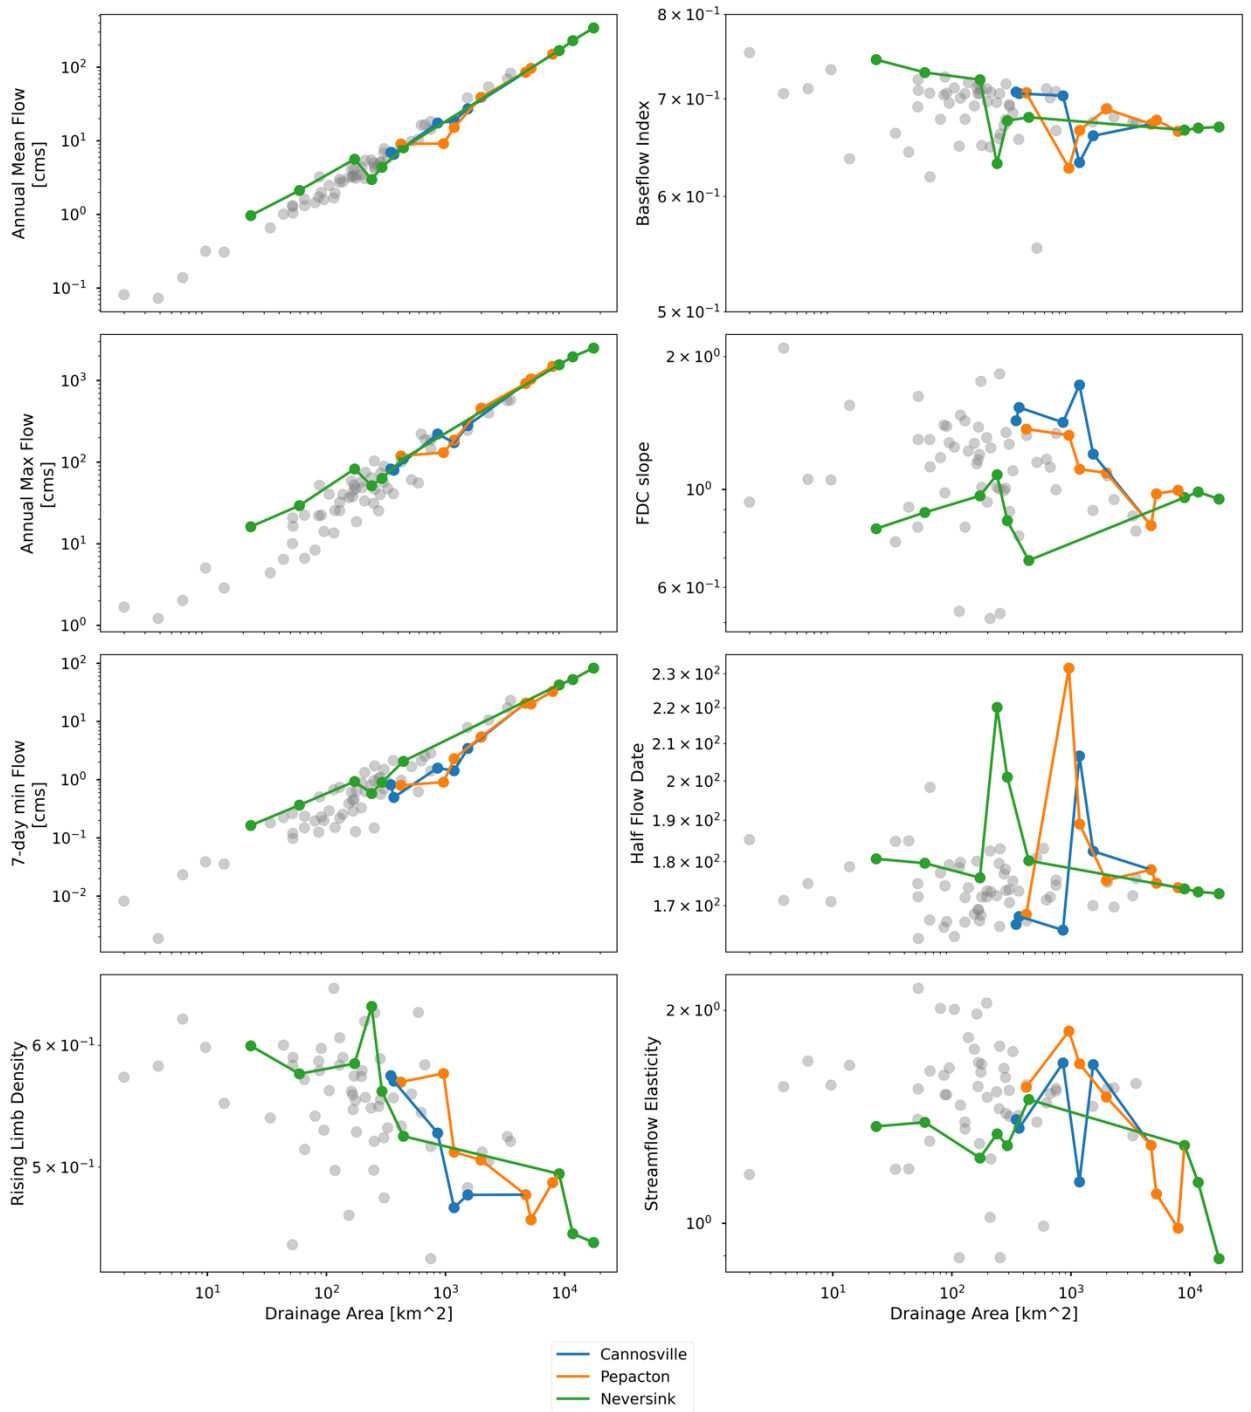 Annual Mean Flow
[cms]
10^2
10^1
10^0
10^-1
Baseflow Index
8 × 10^-1
7 × 10^-1
6 × 10^-1
5 × 10^-1
Annual Max Flow
[cms]
10^3
10^2
10^1
10^0
FDC slope
2 × 10^0
10^0
6 × 10^-1
7-day min Flow
[cms]
10^2
10^1
10^0
10^-1
10^-2
Half Flow Date
2.3 × 10^2
2.2 × 10^2
2.1 × 10^2
2 × 10^2
1.9 × 10^2
1.8 × 10^2
1.7 × 10^2
Rising Limb Density
6 × 10^-1
5 × 10^-1
10^1 10^2 10^3 10^4
Drainage Area [km^2]
Streamflow Elasticity
2 × 10^0
10^0
10^1 10^2 10^3 10^4
Drainage Area [km^2]
Cannosville
Pepacton
Neversink